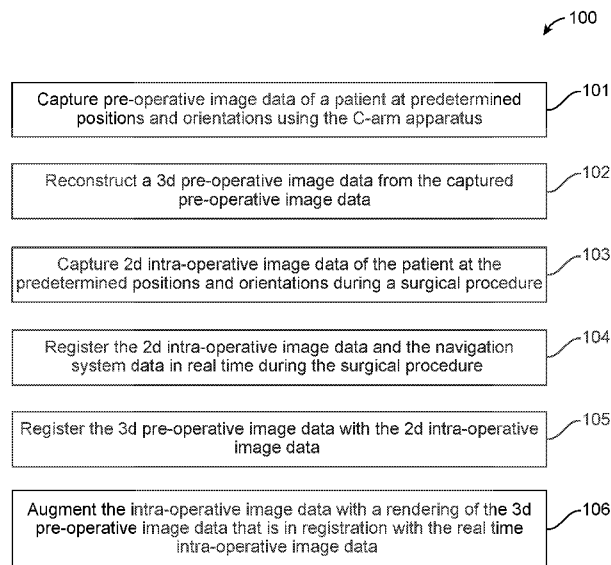 100
Capture pre-operative image data of a patient at predetermined
positions and orientations using the C-arm apparatus
101
Reconstruct a 3d pre-operative image data from the captured
pre-operative image data
102
Capture 2d intra-operative image data of the patient at the
predetermined positions and orientations during a surgical procedure
103
Register the 2d intra-operative image data and the navigation
system data in real time during the surgical procedure
104
Register the 3d pre-operative image data with the 2d intra-operative
image data
105
Augment the intra-operative image data with a rendering of the 3d
pre-operative image data that is in registration with the real time
intra-operative image data
106